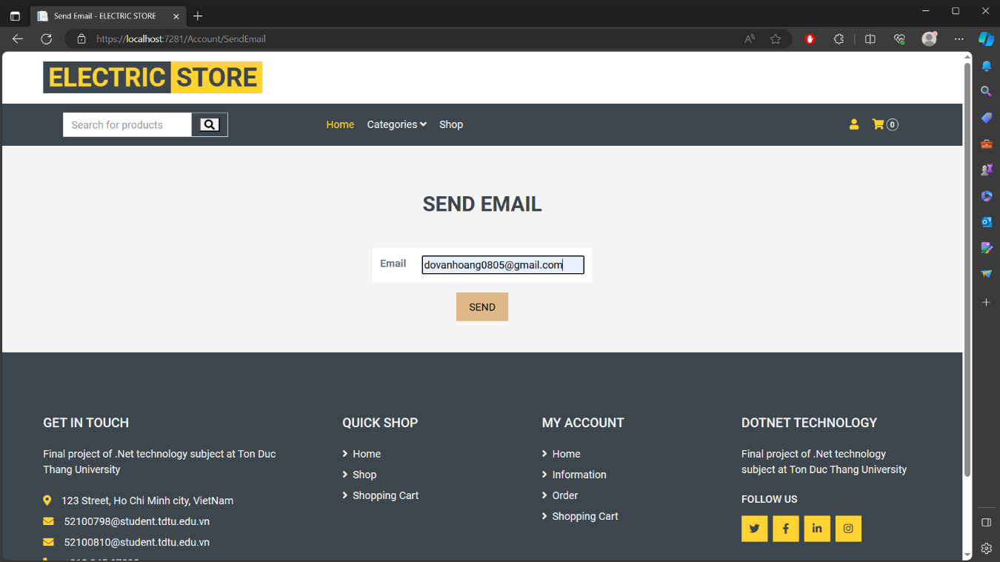 Send Email - ELECTRIC STORE
https://localhost:7281/Account/SendEmail
ELECTRIC STORE
Search for products
Home
Categories
Shop
0
SEND EMAIL
Email
dovanhoang0805@gmail.com
SEND
GET IN TOUCH
Final project of .Net technology subject at Ton Duc
Thang University
123 Street, Ho Chi Minh city, VietNam
52100798@student.tdtu.edu.vn
52100810@student.tdtu.edu.vn
QUICK SHOP
Home
Shop
Shopping Cart
MY ACCOUNT
Home
Information
Order
Shopping Cart
DOTNET TECHNOLOGY
Final project of .Net technology
subject at Ton Duc Thang University
FOLLOW US